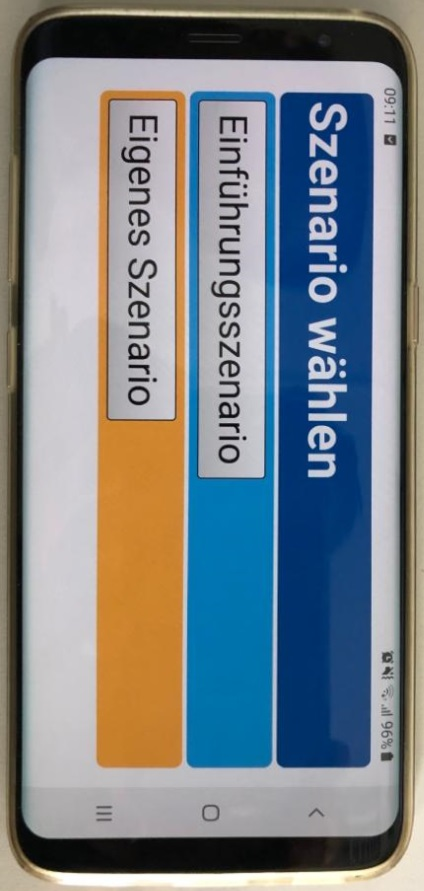 09:11
96%
Szenario wählen
Einführungsszenario
Eigenes Szenario